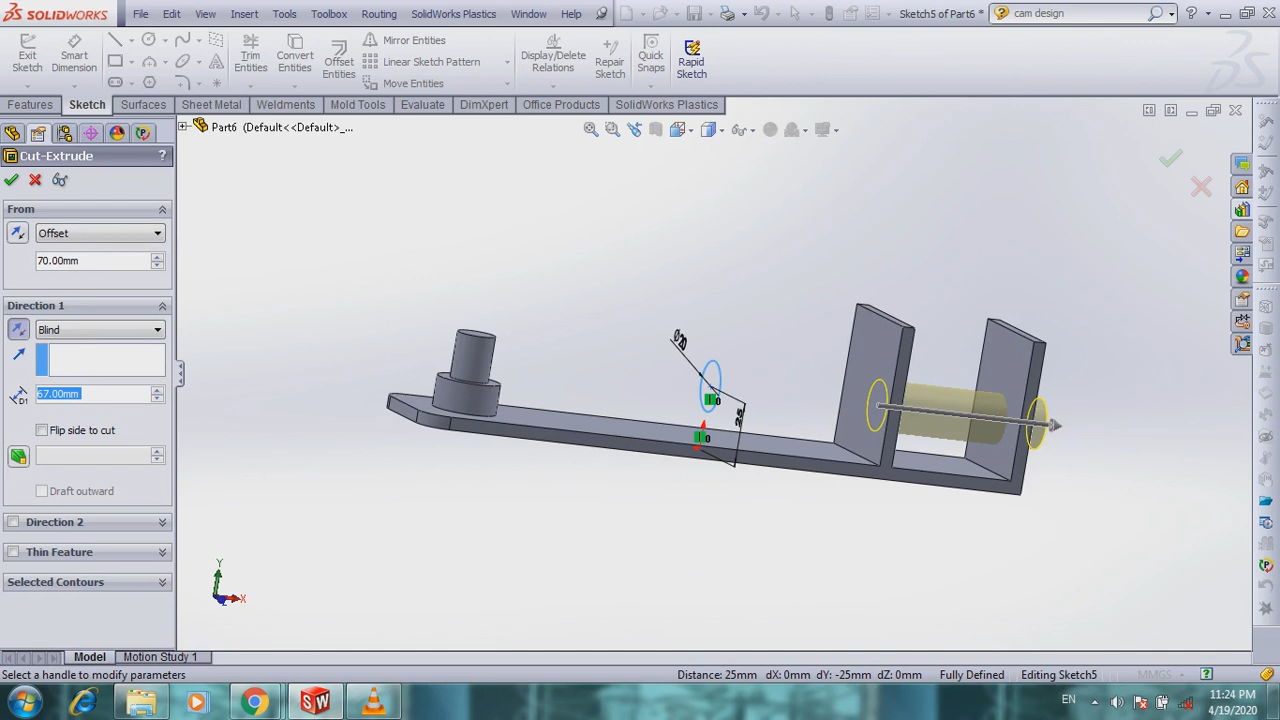 SOLIDWORKS File Edit View Insert Tools Toolbox Routing SolidWorks Plastics Window Help Sketch5 of Part6 * cam design
Exit Sketch Smart Dimension Trim Entities Convert Entities Offset Entities Mirror Entities Linear Sketch Pattern Move Entities Display/Delete Relations Repair Sketch Quick Snaps Rapid Sketch
Features Sketch Surfaces Sheet Metal Weldments Mold Tools Evaluate DimXpert Office Products SolidWorks Plastics
Part6 (Default<<Default>_...
Cut-Extrude ?
From
Offset
70.00mm
Direction 1
Blind
67.00mm
Flip side to cut
Draft outward
Direction 2
Thin Feature
Selected Contours
Ø20
0
25
0
Y
X
Model Motion Study 1
Select a handle to modify parameters Distance: 25mm dX: 0mm dY: -25mm dZ: 0mm Fully Defined Editing Sketch5 MMGS
EN 11:24 PM
4/19/2020